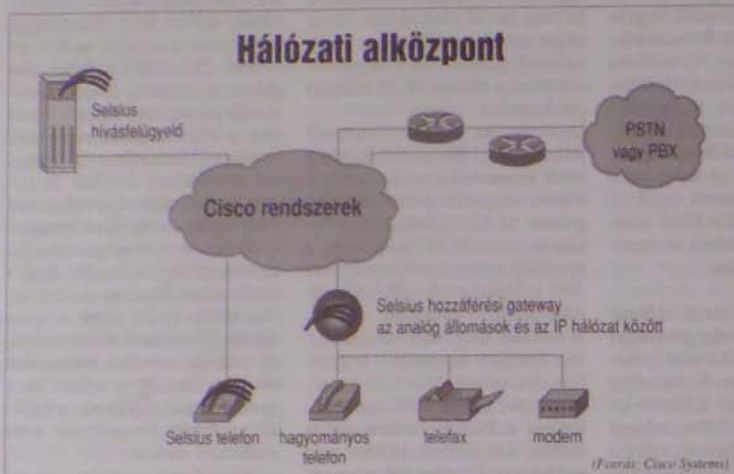 Hálózati alközpont
Selsius
hívásfelügyelő
PSTN
vagy PBX
Cisco rendszerek
Selsius hozzáférési gateway
az analóg állomások és az IP hálózat között
Selsius telefon
hagyományos
telefon
telefax
modem
(Forrás: Cisco Systems)